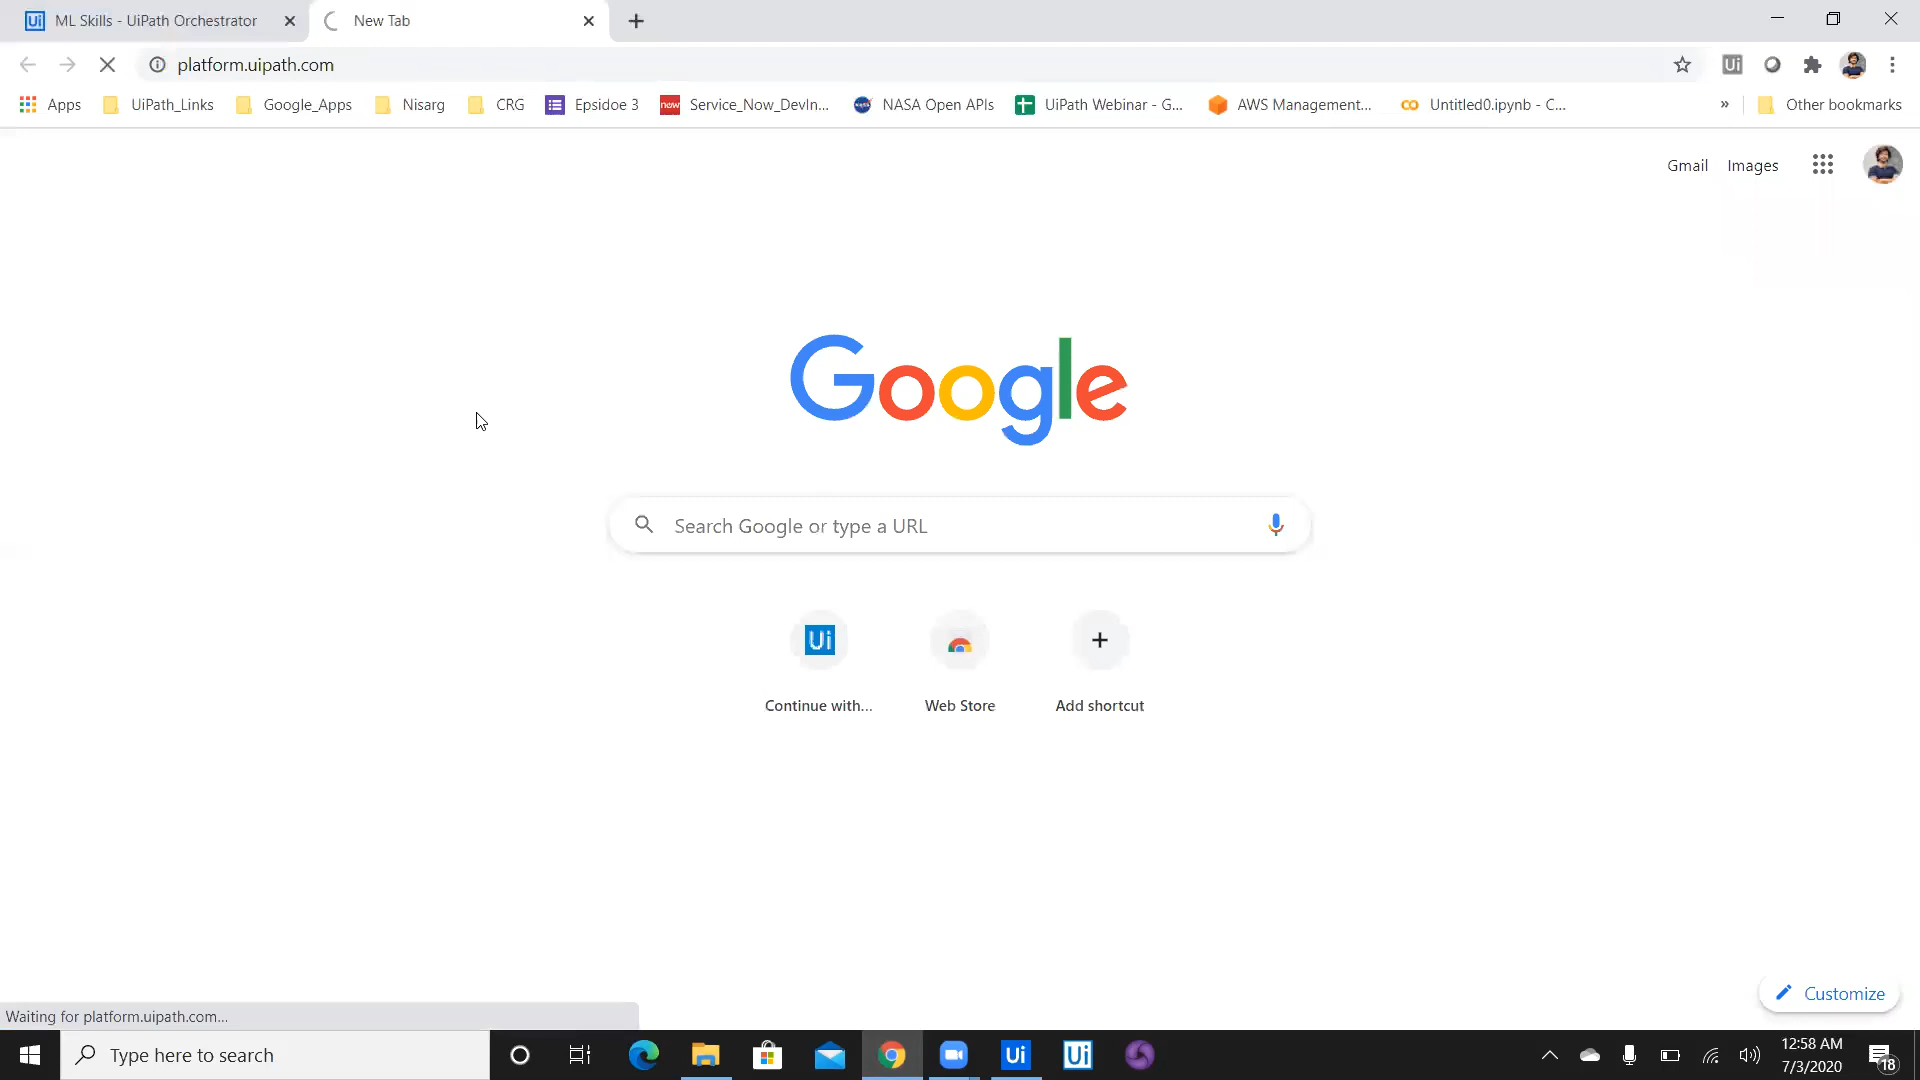 ML Skills - UiPath Orchestrator
New Tab
platform.uipath.com
Apps
UiPath_Links
Google_Apps
Nisarg
CRG
Epsidoe 3
Service_Now_DevIn...
NASA Open APIs
UiPath Webinar - G...
AWS Management...
Untitled0.ipynb - C...
»
Other bookmarks
Gmail
Images
Google
Search Google or type a URL
Continue with...
Web Store
Add shortcut
Customize
Waiting for platform.uipath.com...
Type here to search
12:58 AM
7/3/2020
18